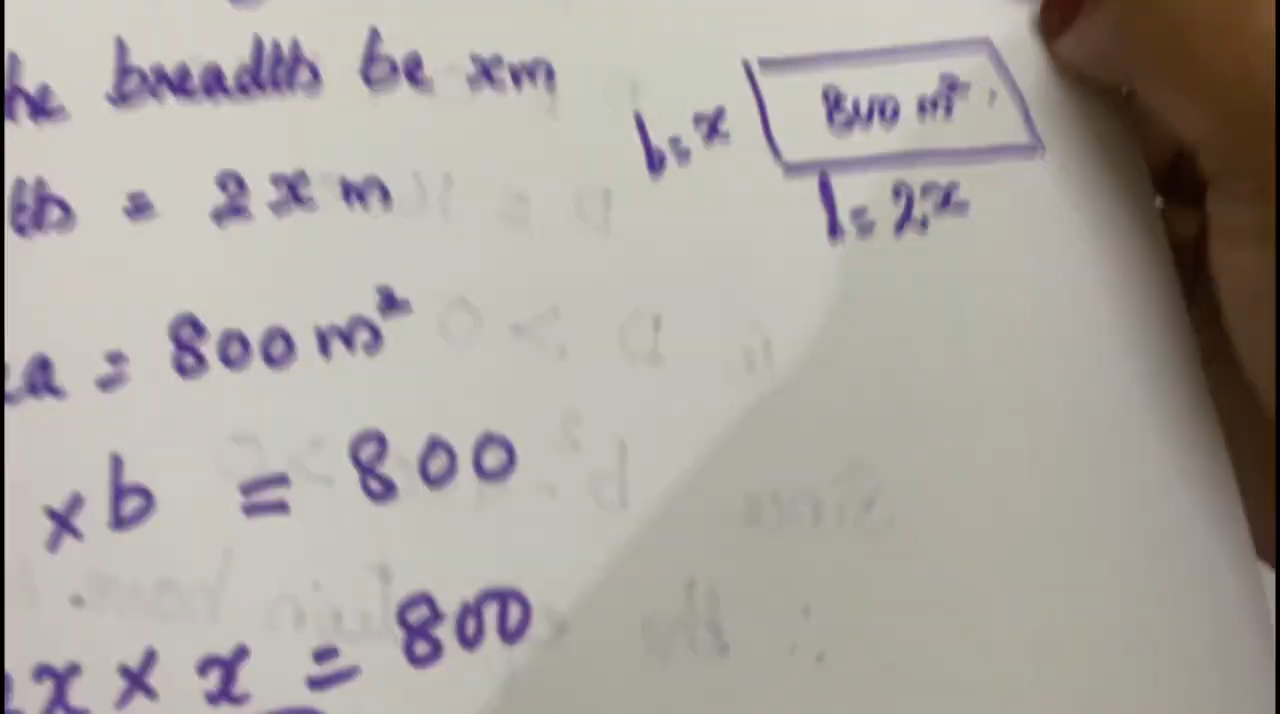 he breadth be xm
th = 2x m
a = 800 m²
x b = 800
x × x = 800
b = x
800 m²
l = 2x